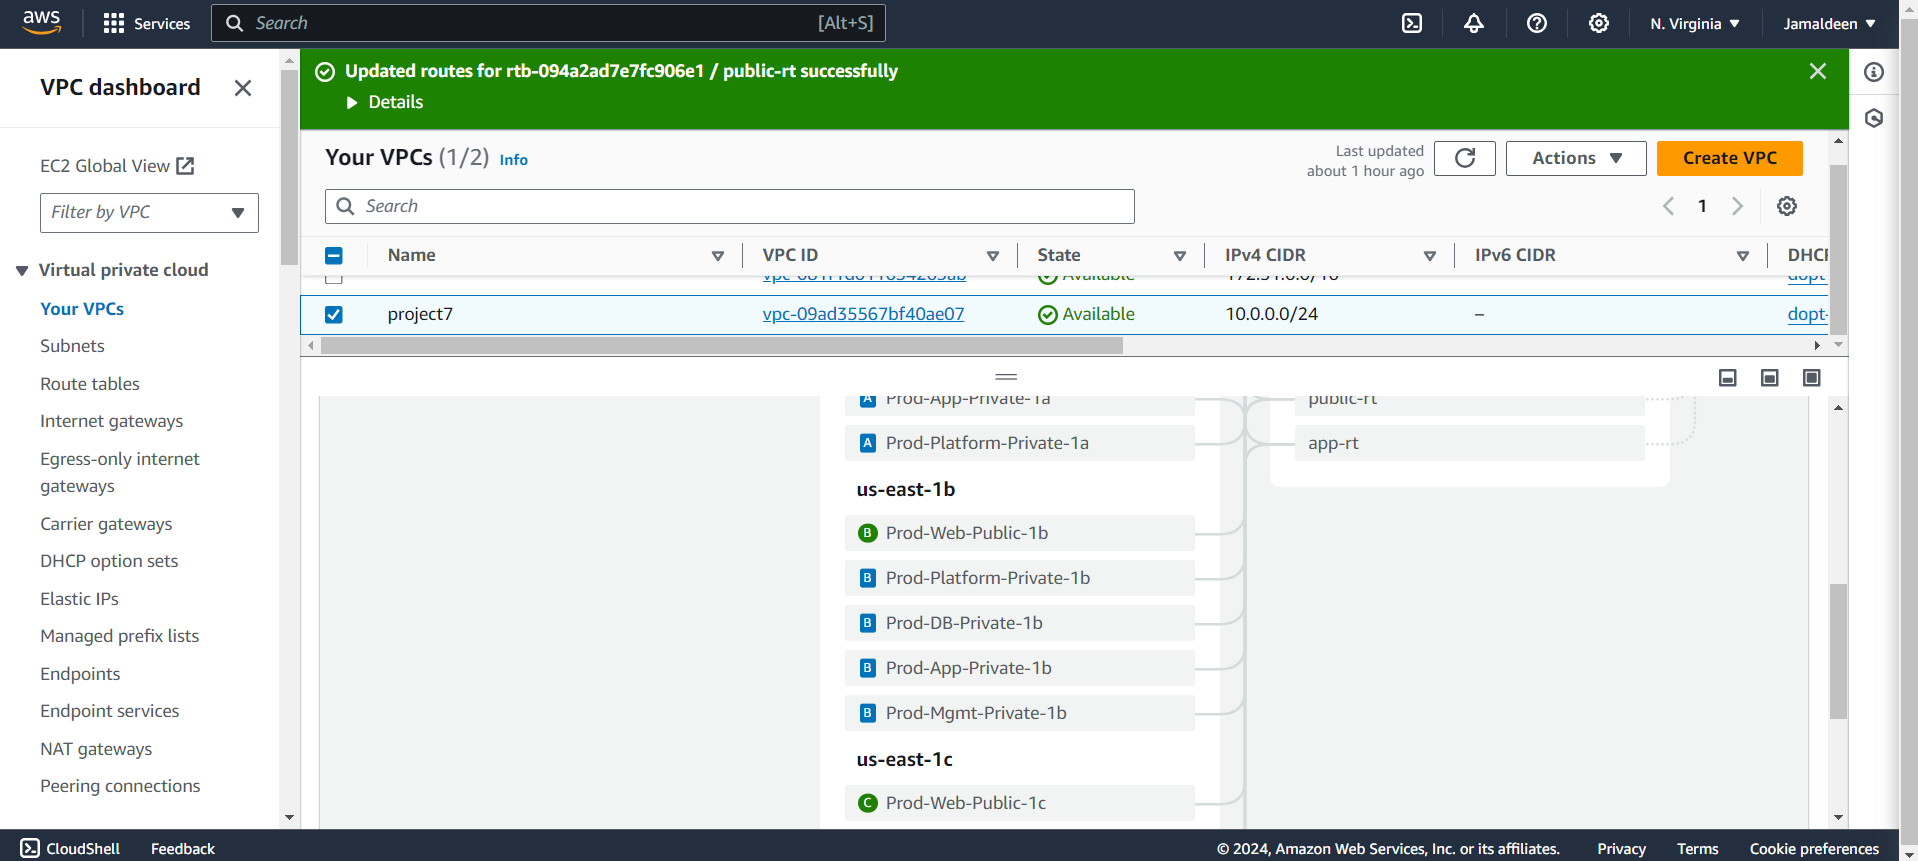 aws
Services
Search
[Alt+S]
N. Virginia
Jamaldeen
VPC dashboard
EC2 Global View
Filter by VPC
Virtual private cloud
Your VPCs
Subnets
Route tables
Internet gateways
Egress-only internet
gateways
Carrier gateways
DHCP option sets
Elastic IPs
Managed prefix lists
Endpoints
Endpoint services
NAT gateways
Peering connections
Updated routes for rtb-094a2ad7e7fc906e1 / public-rt successfully
Details
Your VPCs (1/2) Info
Last updated
about 1 hour ago
Actions
Create VPC
Search
1
Name
VPC ID
State
IPv4 CIDR
IPv6 CIDR
DHCP
Available
project7
vpc-09ad35567bf40ae07
Available
10.0.0.0/24
–
dopt-
Prod-App-Private-1a
A Prod-Platform-Private-1a
us-east-1b
B Prod-Web-Public-1b
B Prod-Platform-Private-1b
B Prod-DB-Private-1b
B Prod-App-Private-1b
B Prod-Mgmt-Private-1b
us-east-1c
C Prod-Web-Public-1c
public-rt
app-rt
CloudShell
Feedback
© 2024, Amazon Web Services, Inc. or its affiliates.
Privacy
Terms
Cookie preferences